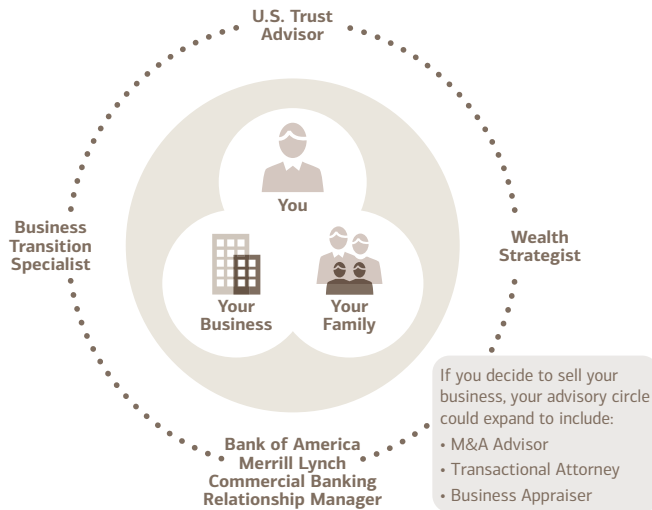 U.S. Trust
Advisor
You
Business
Transition
Specialist
Wealth
Strategist
Your
Business
Your
Family
If you decide to sell your
business, your advisory circle
could expand to include:
• M&A Advisor
• Transactional Attorney
• Business Appraiser
Bank of America
Merrill Lynch
Commercial Banking
Relationship Manager